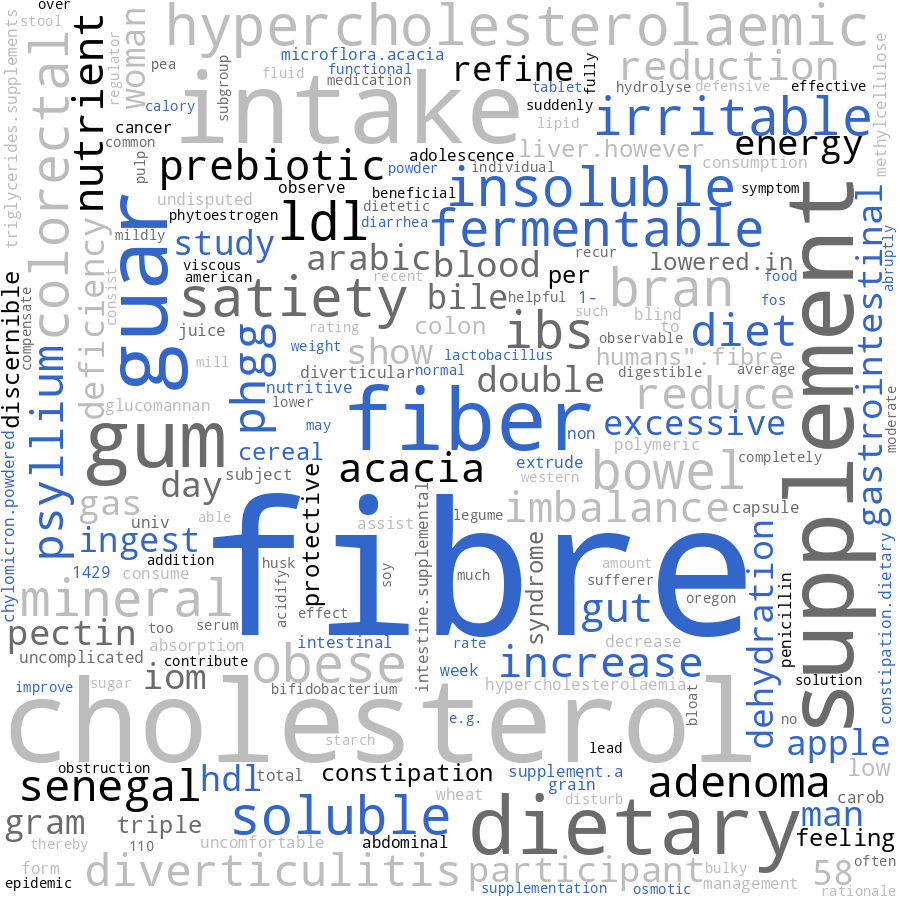 over
stool
hypercholesterolaemic
microflora.acacia
functional
medication
fluid
pea
refine
fully
reduction
woman
regulator
nutrient
colorectal
triglycerides.supplements
subgroup
calory
intake
tablet
hydrolyse
defensive
effective
suddenly
irritable
methylcellulose
cancer
common
lipid
energy
pulp
prebiotic
adolescence
liver.however
powder
individual
consumption
observe
beneficial
insoluble
symptom
undisputed
dietetic
phytoestrogen
ldl
diarrhea
fermentable
mildly
study
guar
deficiency
consist
viscous
american
arabic
blood
recur
lowered.in
supplement
gastrointestinal
abruptly
recent
per
food
satiety
bile
helpful
1-
bran
fos
such
blind
discernible
compensate
juice
rating
colon
ibs
to
observable
diet
weight
show
lactobacillus
humans".fibre
mill
phgg
diverticular
normal
double
digestible
average
nutritive
reduce
moderate
psyllium
glucomannan
lower
fiber
may
non
excessive
gum
cereal
polymeric
completely
acacia
extrude
bowel
subject
western
day
gas
protective
chylomicron.powdered
univ
able
assist
legume
imbalance
capsule
ingest
fibre
addition
husk
1429
consume
soy
much
syndrome
amount
sufferer
dehydration
penicillin
constipation.dietary
mineral
acidify
effect
intestine.supplemental
gut
oregon
pectin
too
serum
absorption
intestinal
rate
decrease
uncomplicated
contribute
obese
week
increase
improve
sugar
iom
bifidobacterium
hypercholesterolaemia
solution
bloat
no
cholesterol
e.g.
starch
lead
apple
obstruction
senegal
hdl
total
constipation
supplement.a
grain
adenoma
low
wheat
disturb
carob
soluble
dietary
man
gram
triple
feeling
thereby
110
uncomfortable
abdominal
often
form
diverticulitis
participant
bulky
58
epidemic
management
supplementation
osmotic
rationale